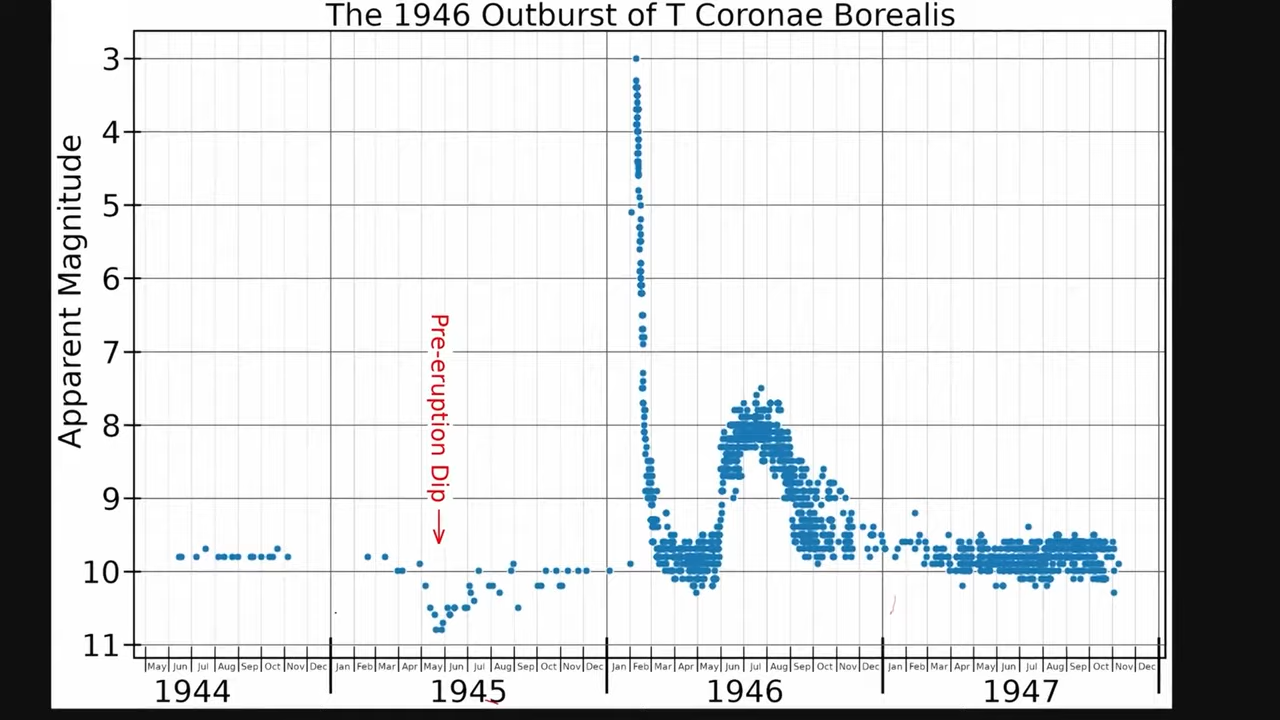 The 1946 Outburst of T Coronae Borealis
Apparent Magnitude
3
4
5
6
7
8
9
10
11
Pre-eruption Dip
May Jun Jul Aug Sep Oct Nov Dec Jan Feb Mar Apr May Jun Jul Aug Sep Oct Nov Dec Jan Feb Mar Apr May Jun Jul Aug Sep Oct Nov Dec Jan Feb Mar Apr May Jun Jul Aug Sep Oct Nov Dec
1944 1945 1946 1947